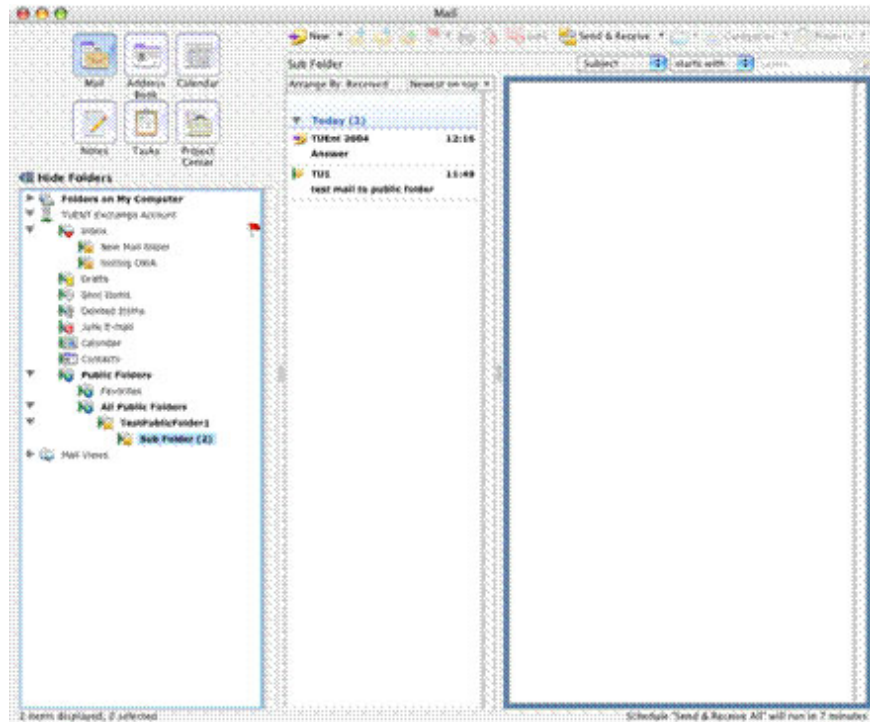 Mail
New
Send & Receive
Mail
Address Book
Calendar
Notes
Tasks
Project Center
Sub Folder
Subject
starts with
Arrange By: Received
Newest on top
Hide Folders
Today (2)
TUEnt 2004 12:16
Answer
TU1 11:49
test mail to public folder
Folders on My Computer
TUENT Exchange Account
Inbox
New Mail folder
testing OWA
Drafts
Sent Items
Deleted Items
Junk E-mail
Calendar
Contacts
Public Folders
Favorites
All Public Folders
TestPublicFolder1
Sub Folder (2)
Mail Views
2 items displayed, 0 selected
Schedule "Send & Receive All" will run in 7 minutes